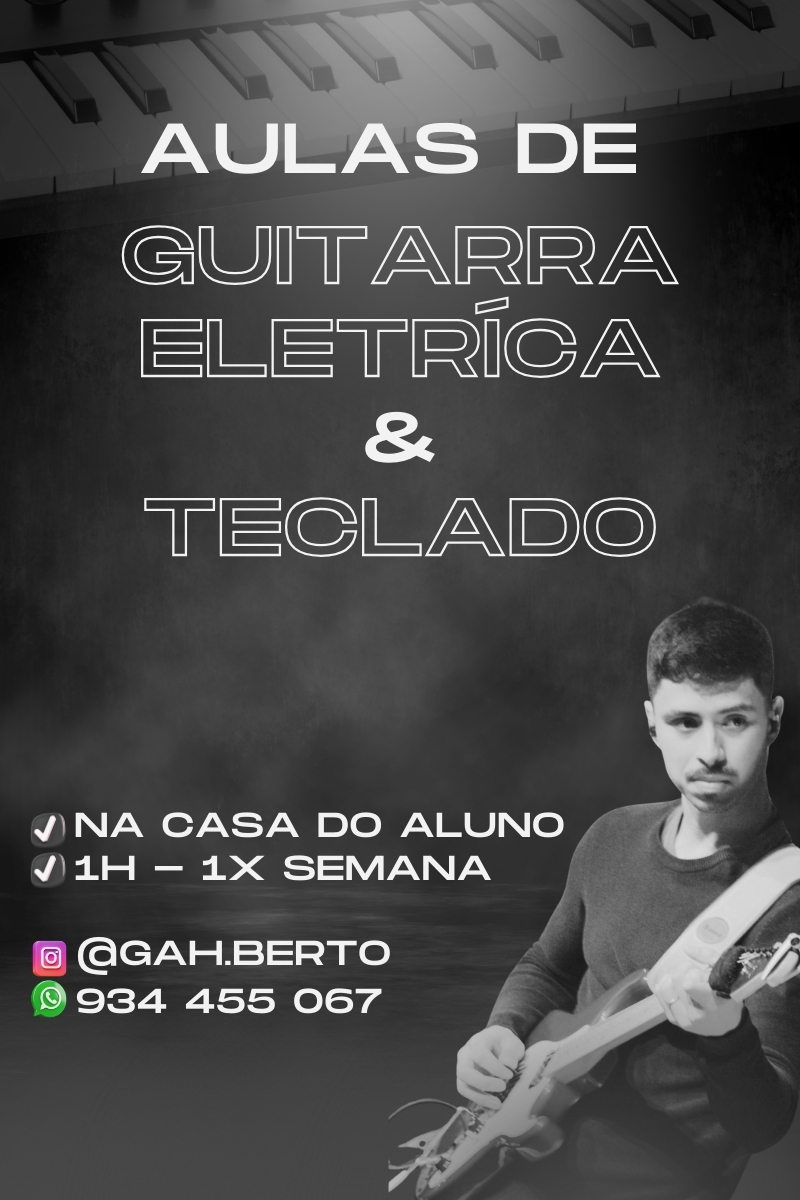 AULAS DE
GUITARRA
ELETRÍCA
&
TECLADO
NA CASA DO ALUNO
1H - 1X SEMANA
@GAH.BERTO
934 455 067